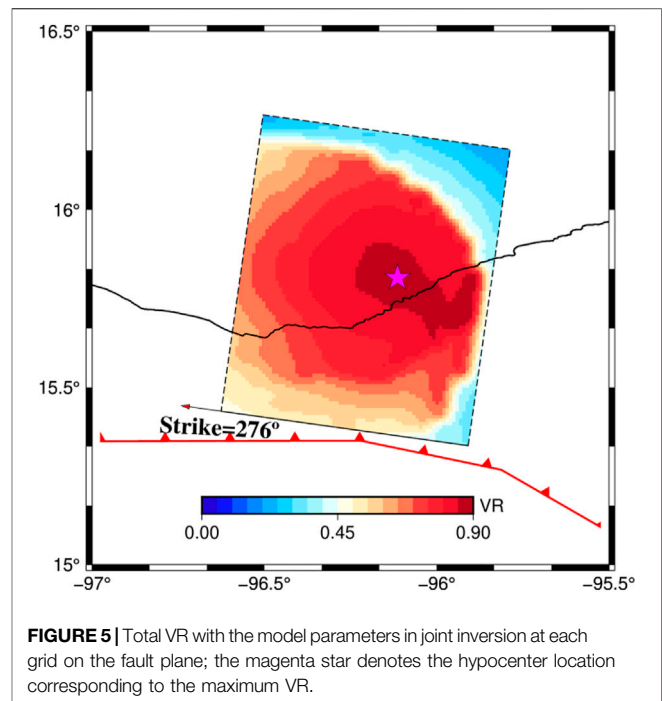 16.5°
16°
15.5°
15°
Strike=276°
VR
0.00 0.45 0.90
−97° −96.5° −96° −95.5°
FIGURE 5 | Total VR with the model parameters in joint inversion at each
grid on the fault plane; the magenta star denotes the hypocenter location
corresponding to the maximum VR.